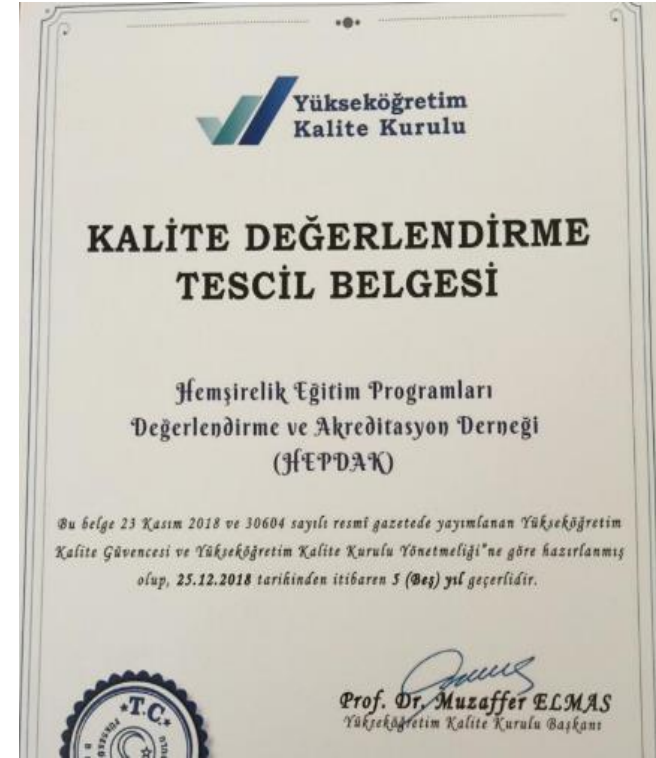 Yükseköğretim
Kalite Kurulu
KALİTE DEĞERLENDİRME
TESCİL BELGESİ
Hemşirelik Eğitim Programları
Değerlendirme ve Akreditasyon Derneği
(HEPDAK)
Bu belge 23 Kasım 2018 ve 30604 sayılı resmî gazetede yayımlanan Yükseköğretim
Kalite Güvencesi ve Yükseköğretim Kalite Kurulu Yönetmeliği"ne göre hazırlanmış
olup, 25.12.2018 tarihinden itibaren 5 (Beş) yıl geçerlidir.
Prof. Dr. Muzaffer ELMAS
Yükseköğretim Kalite Kurulu Başkanı
T.C.